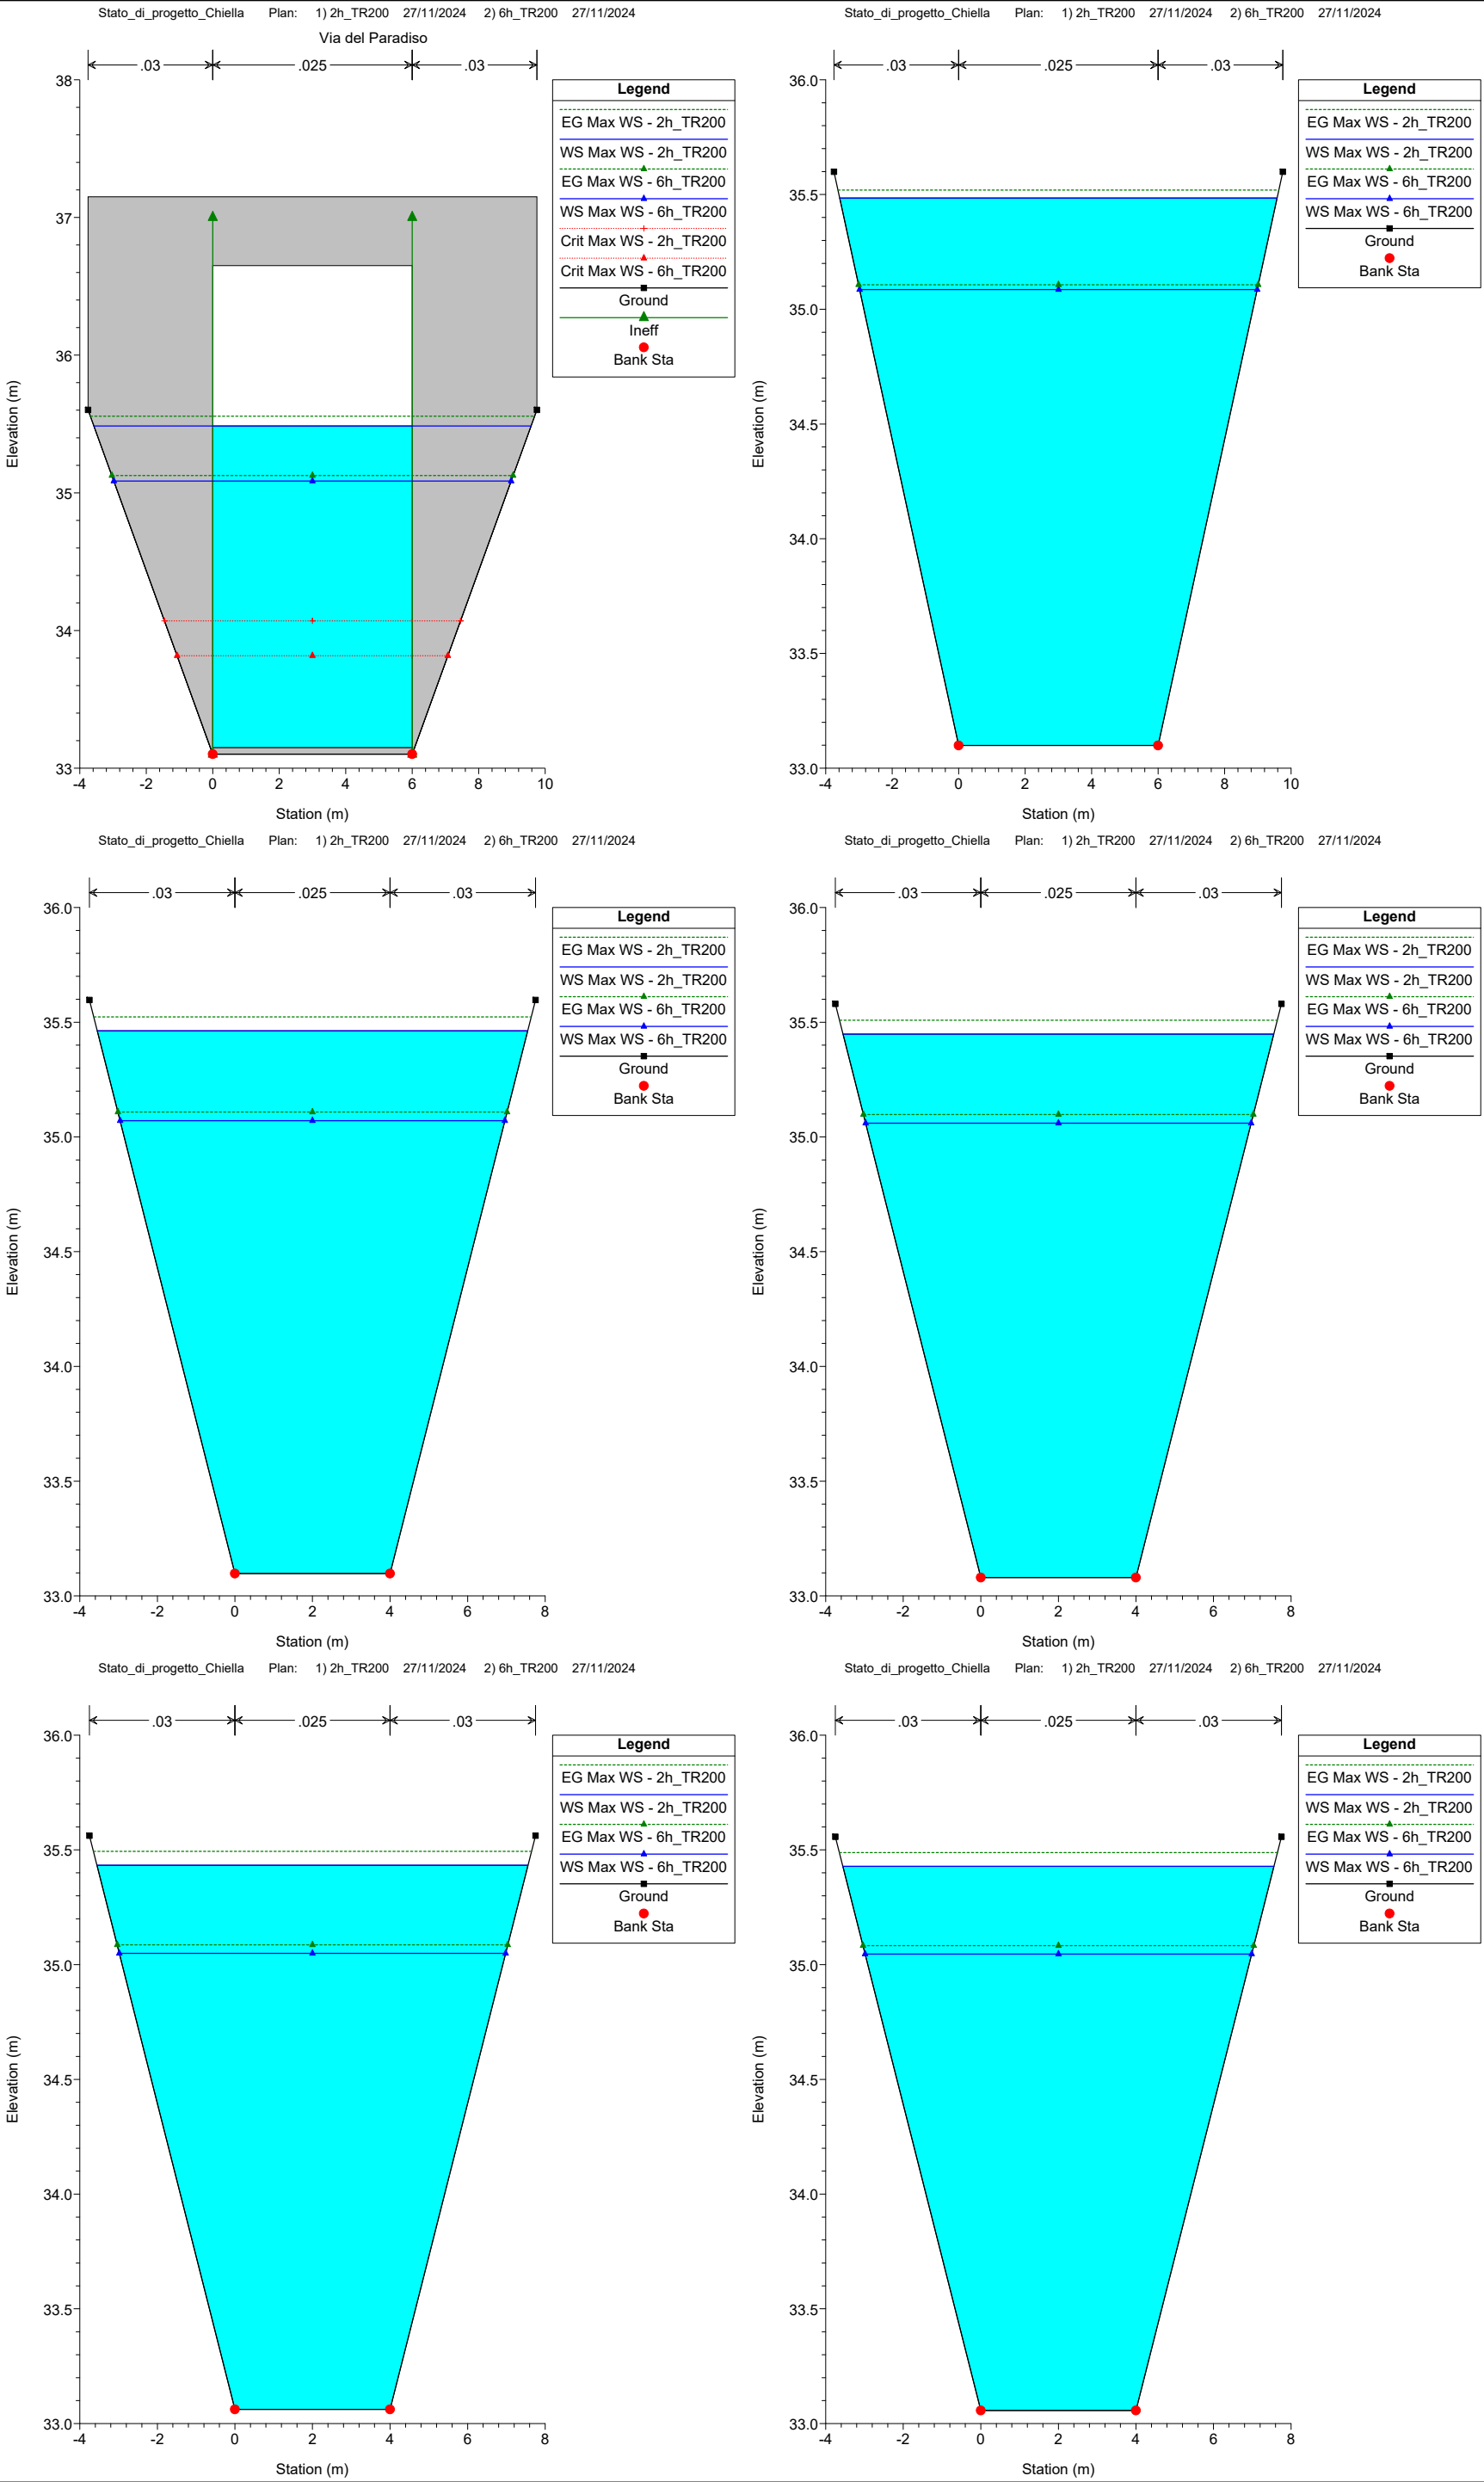 Stato_di_progetto_Chiella Plan: 1) 2h_TR200 27/11/2024 2) 6h_TR200 27/11/2024
Via del Paradiso
.03 .025 .03
Legend
EG Max WS - 2h_TR200
WS Max WS - 2h_TR200
EG Max WS - 6h_TR200
WS Max WS - 6h_TR200
Crit Max WS - 2h_TR200
Crit Max WS - 6h_TR200
Ground
Ineff
Bank Sta
38
37
36
35
34
33
Elevation (m)
-4 -2 0 2 4 6 8 10
Station (m)
Stato_di_progetto_Chiella Plan: 1) 2h_TR200 27/11/2024 2) 6h_TR200 27/11/2024
.03 .025 .03
Legend
EG Max WS - 2h_TR200
WS Max WS - 2h_TR200
EG Max WS - 6h_TR200
WS Max WS - 6h_TR200
Ground
Bank Sta
36.0
35.5
35.0
34.5
34.0
33.5
33.0
Elevation (m)
-4 -2 0 2 4 6 8 10
Station (m)
Stato_di_progetto_Chiella Plan: 1) 2h_TR200 27/11/2024 2) 6h_TR200 27/11/2024
.03 .025 .03
Legend
EG Max WS - 2h_TR200
WS Max WS - 2h_TR200
EG Max WS - 6h_TR200
WS Max WS - 6h_TR200
Ground
Bank Sta
36.0
35.5
35.0
34.5
34.0
33.5
33.0
Elevation (m)
-4 -2 0 2 4 6 8
Station (m)
Stato_di_progetto_Chiella Plan: 1) 2h_TR200 27/11/2024 2) 6h_TR200 27/11/2024
.03 .025 .03
Legend
EG Max WS - 2h_TR200
WS Max WS - 2h_TR200
EG Max WS - 6h_TR200
WS Max WS - 6h_TR200
Ground
Bank Sta
36.0
35.5
35.0
34.5
34.0
33.5
33.0
Elevation (m)
-4 -2 0 2 4 6 8
Station (m)
Stato_di_progetto_Chiella Plan: 1) 2h_TR200 27/11/2024 2) 6h_TR200 27/11/2024
.03 .025 .03
Legend
EG Max WS - 2h_TR200
WS Max WS - 2h_TR200
EG Max WS - 6h_TR200
WS Max WS - 6h_TR200
Ground
Bank Sta
36.0
35.5
35.0
34.5
34.0
33.5
33.0
Elevation (m)
-4 -2 0 2 4 6 8
Station (m)
Stato_di_progetto_Chiella Plan: 1) 2h_TR200 27/11/2024 2) 6h_TR200 27/11/2024
.03 .025 .03
Legend
EG Max WS - 2h_TR200
WS Max WS - 2h_TR200
EG Max WS - 6h_TR200
WS Max WS - 6h_TR200
Ground
Bank Sta
36.0
35.5
35.0
34.5
34.0
33.5
33.0
Elevation (m)
-4 -2 0 2 4 6 8
Station (m)